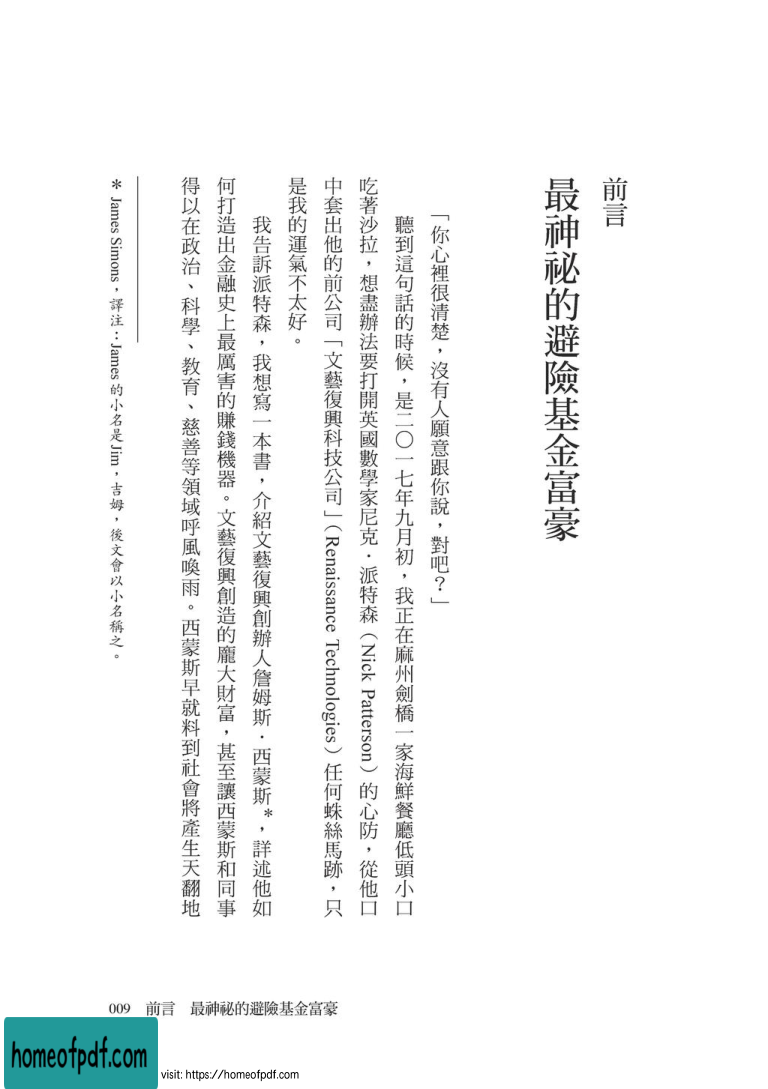 前言
最神祕的避險基金富豪
「你心裡很清楚，沒有人願意跟你說，對吧？」
聽到這句話的時候，是二〇一七年九月初，我正在麻州劍橋一家海鮮餐廳低頭小口
吃著沙拉，想盡辦法要打開英國數學家尼克．派特森（Nick Patterson）的心防，從他口
中套出他的前公司「文藝復興科技公司」（Renaissance Technologies）任何蛛絲馬跡，只
是我的運氣不太好。
我告訴派特森，我想寫一本書，介紹文藝復興創辦人詹姆斯．西蒙斯*，詳述他如
何打造出金融史上最厲害的賺錢機器。文藝復興創造的龐大財富，甚至讓西蒙斯和同事
得以在政治、科學、教育、慈善等領域呼風喚雨。西蒙斯早就料到社會將產生天翻地
* James Simons，譯注：James 的小名是 Jim，吉姆，後文會以小名稱之。
009 前言 最神祕的避險基金富豪
homeofpdf.com
visit: https://homeofpdf.com